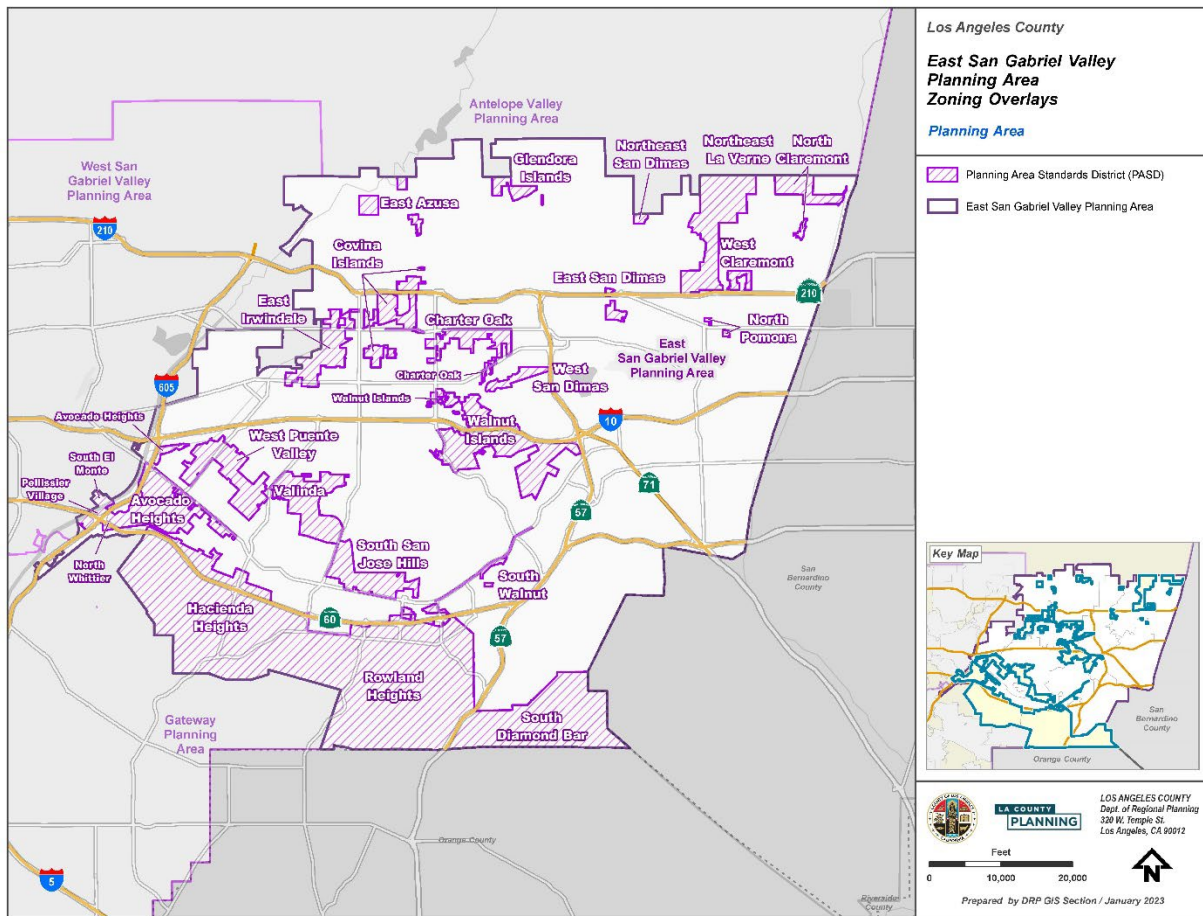 Los Angeles County
East San Gabriel Valley
Planning Area
Zoning Overlays
Planning Area
Planning Area Standards District (PASD)
East San Gabriel Valley Planning Area
Antelope Valley
Planning Area
West San
Gabriel Valley
Planning Area
Glendora
Islands
Northeast
San Dimas
Northeast
La Verne
North
Claremont
East Azusa
210
Covina
Islands
West
Claremont
East San Dimas
210
East
Irwindale
Charter Oak
North
Pomona
East
San Gabriel Valley
Planning Area
Charter Oak
West
San Dimas
605
Walnut Islands
Avocado Heights
Walnut
Islands
10
West Puente
Valley
South El
Monte
Pellissier
Village
Valinda
71
Avocado
Heights
57
South San
Jose Hills
North
Whittier
South
Walnut
San
Bernardino
County
Hacienda
Heights
60
57
Rowland
Heights
South
Diamond Bar
Gateway
Planning
Area
Orange County
5
Riverside
County
Key Map
San
Bernardino
County
Orange County
LA COUNTY
PLANNING
LOS ANGELES COUNTY
Dept. of Regional Planning
320 W. Temple St.
Los Angeles, CA 90012
Feet
0 10,000 20,000
N
Prepared by DRP GIS Section / January 2023